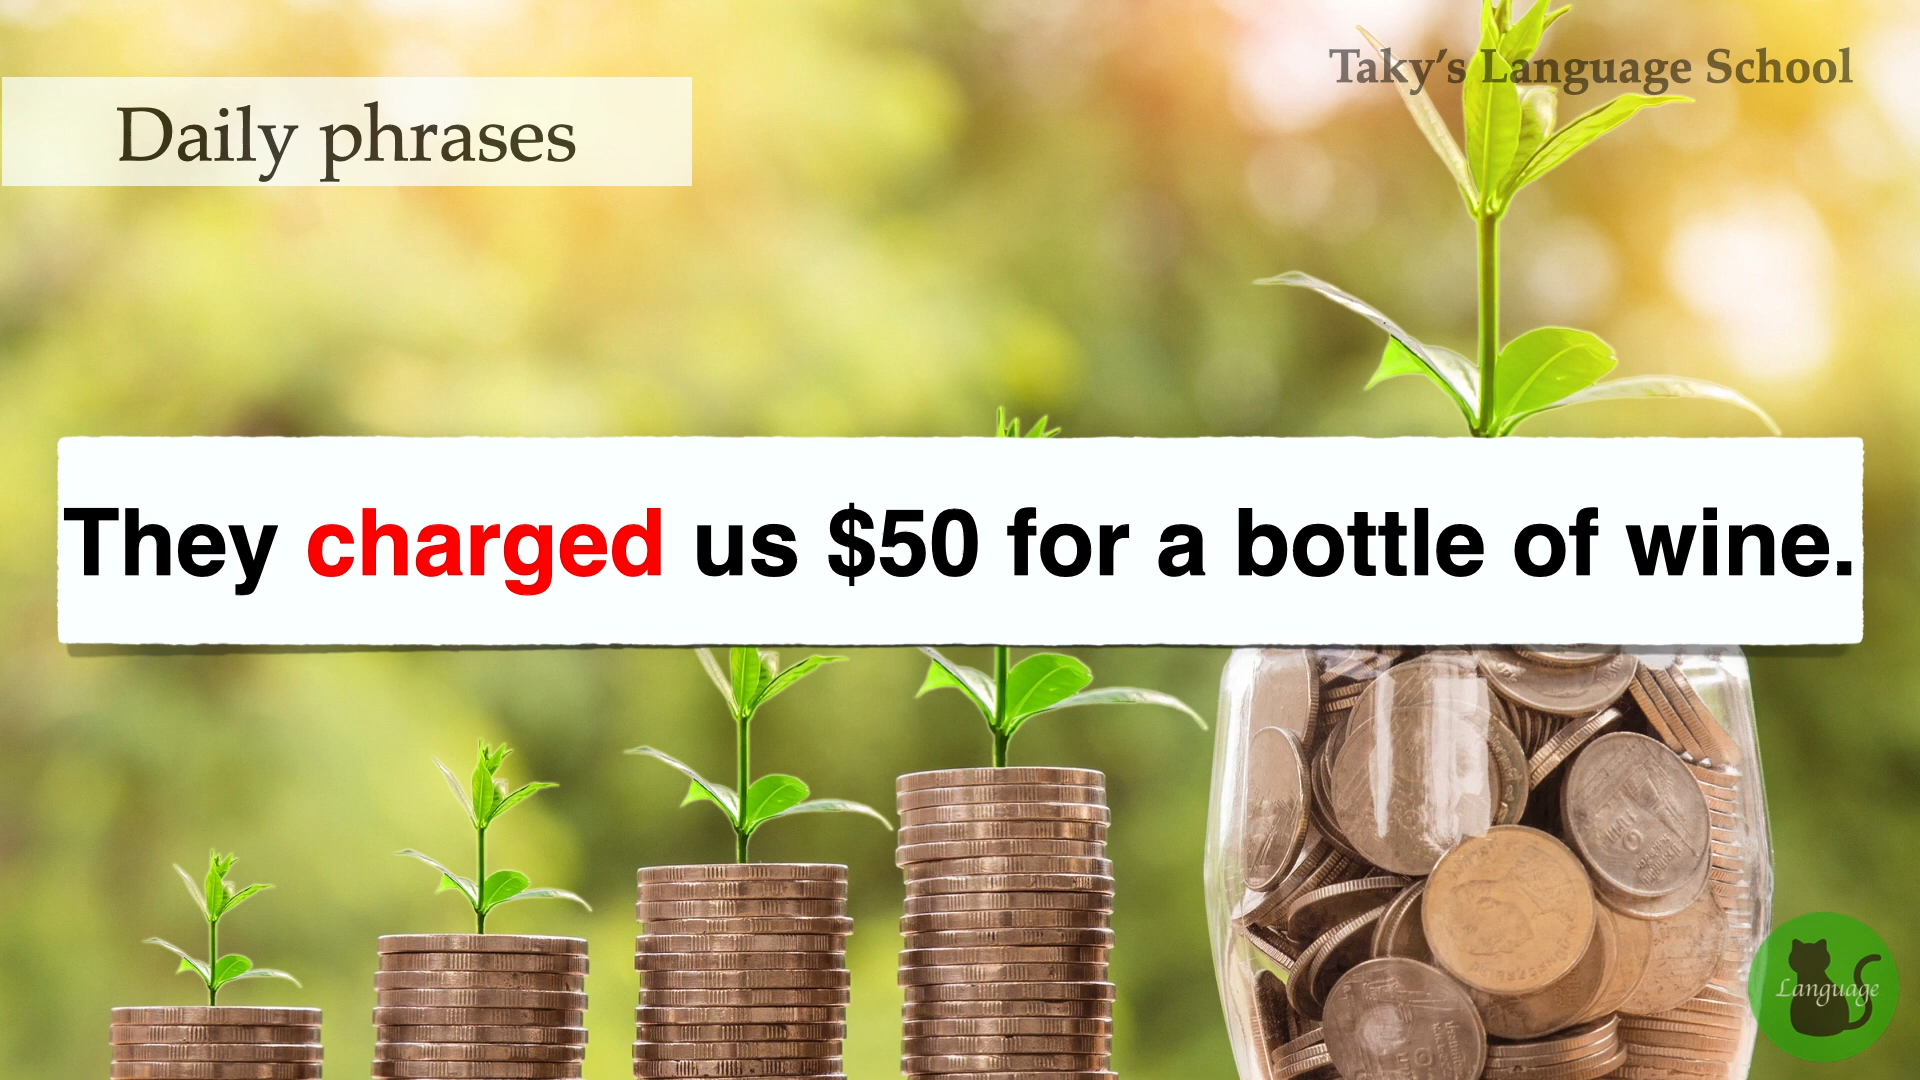 Taky's Language School
Daily phrases
They charged us $50 for a bottle of wine.
Language